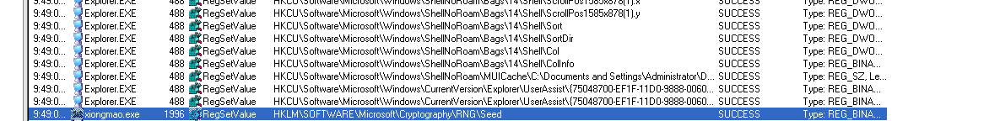 9:49:0... Explorer.EXE 488 RegSetValue HKCU\Software\Microsoft\Windows\ShellNoRoam\Bags\14\Shell\ScrollPos1585x878(1).x SUCCESS Type: REG_DWO...
9:49:0... Explorer.EXE 488 RegSetValue HKCU\Software\Microsoft\Windows\ShellNoRoam\Bags\14\Shell\ScrollPos1585x878(1).y SUCCESS Type: REG_DWO...
9:49:0... Explorer.EXE 488 RegSetValue HKCU\Software\Microsoft\Windows\ShellNoRoam\Bags\14\Shell\Sort SUCCESS Type: REG_DWO...
9:49:0... Explorer.EXE 488 RegSetValue HKCU\Software\Microsoft\Windows\ShellNoRoam\Bags\14\Shell\SortDir SUCCESS Type: REG_DWO...
9:49:0... Explorer.EXE 488 RegSetValue HKCU\Software\Microsoft\Windows\ShellNoRoam\Bags\14\Shell\Col SUCCESS Type: REG_DWO...
9:49:0... Explorer.EXE 488 RegSetValue HKCU\Software\Microsoft\Windows\ShellNoRoam\Bags\14\Shell\ColInfo SUCCESS Type: REG_BINA...
9:49:0... Explorer.EXE 488 RegSetValue HKCU\Software\Microsoft\Windows\ShellNoRoam\MUICache\C:\Documents and Settings\Administrator\D... SUCCESS Type: REG_SZ, Le...
9:49:0... Explorer.EXE 488 RegSetValue HKCU\Software\Microsoft\Windows\CurrentVersion\Explorer\UserAssist\{75048700-EF1F-11D0-9888-0060... SUCCESS Type: REG_BINA...
9:49:0... Explorer.EXE 488 RegSetValue HKCU\Software\Microsoft\Windows\CurrentVersion\Explorer\UserAssist\{75048700-EF1F-11D0-9888-0060... SUCCESS Type: REG_BINA...
9:49:0... xiongmao.exe 1996 RegSetValue HKLM\SOFTWARE\Microsoft\Cryptography\RNG\Seed SUCCESS Type: REG_BINA...